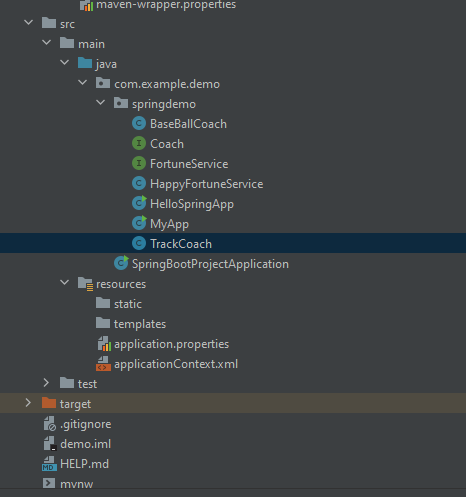 maven-wrapper.properties
src
main
java
com.example.demo
springdemo
BaseBallCoach
Coach
FortuneService
HappyFortuneService
HelloSpringApp
MyApp
TrackCoach
SpringBootProjectApplication
resources
static
templates
application.properties
applicationContext.xml
test
target
.gitignore
demo.iml
HELP.md
mvnw